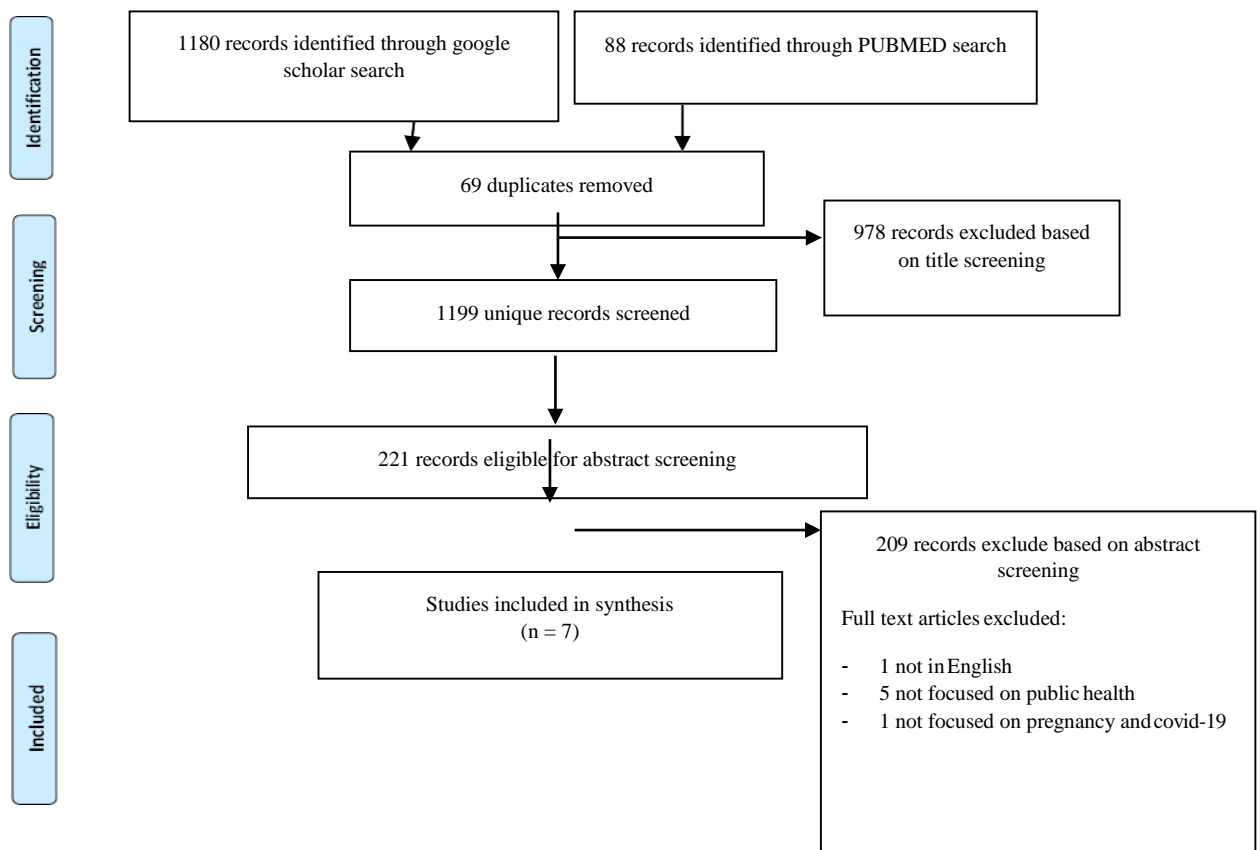 Identification
1180 records identified through google
scholar search
88 records identified through PUBMED search
69 duplicates removed
Screening
978 records excluded based
on title screening
1199 unique records screened
Eligibility
221 records eligible for abstract screening
209 records exclude based on abstract
screening
Full text articles excluded:
- 1 not in English
- 5 not focused on public health
- 1 not focused on pregnancy and covid-19
Included
Studies included in synthesis
(n = 7)